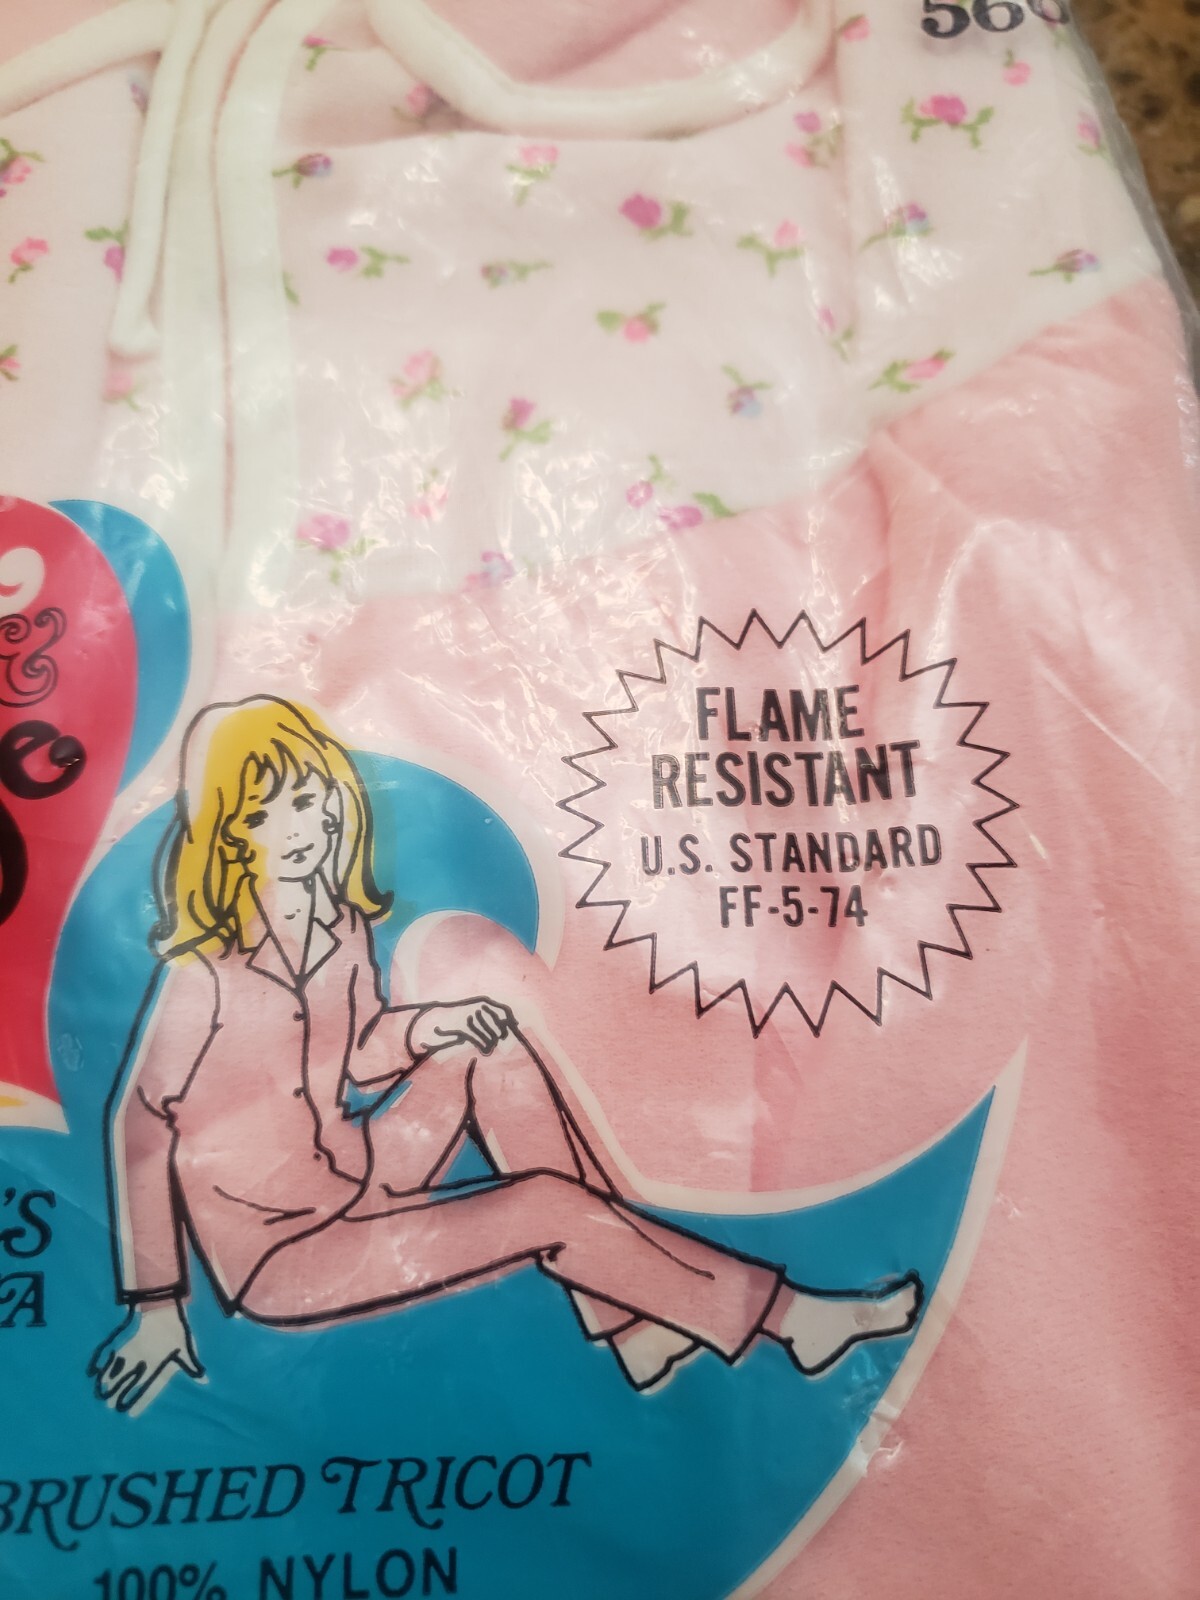 &
e
FLAME
RESISTANT
U.S. STANDARD
FF-5-74
'S
A
BRUSHED TRICOT
100% NYLON